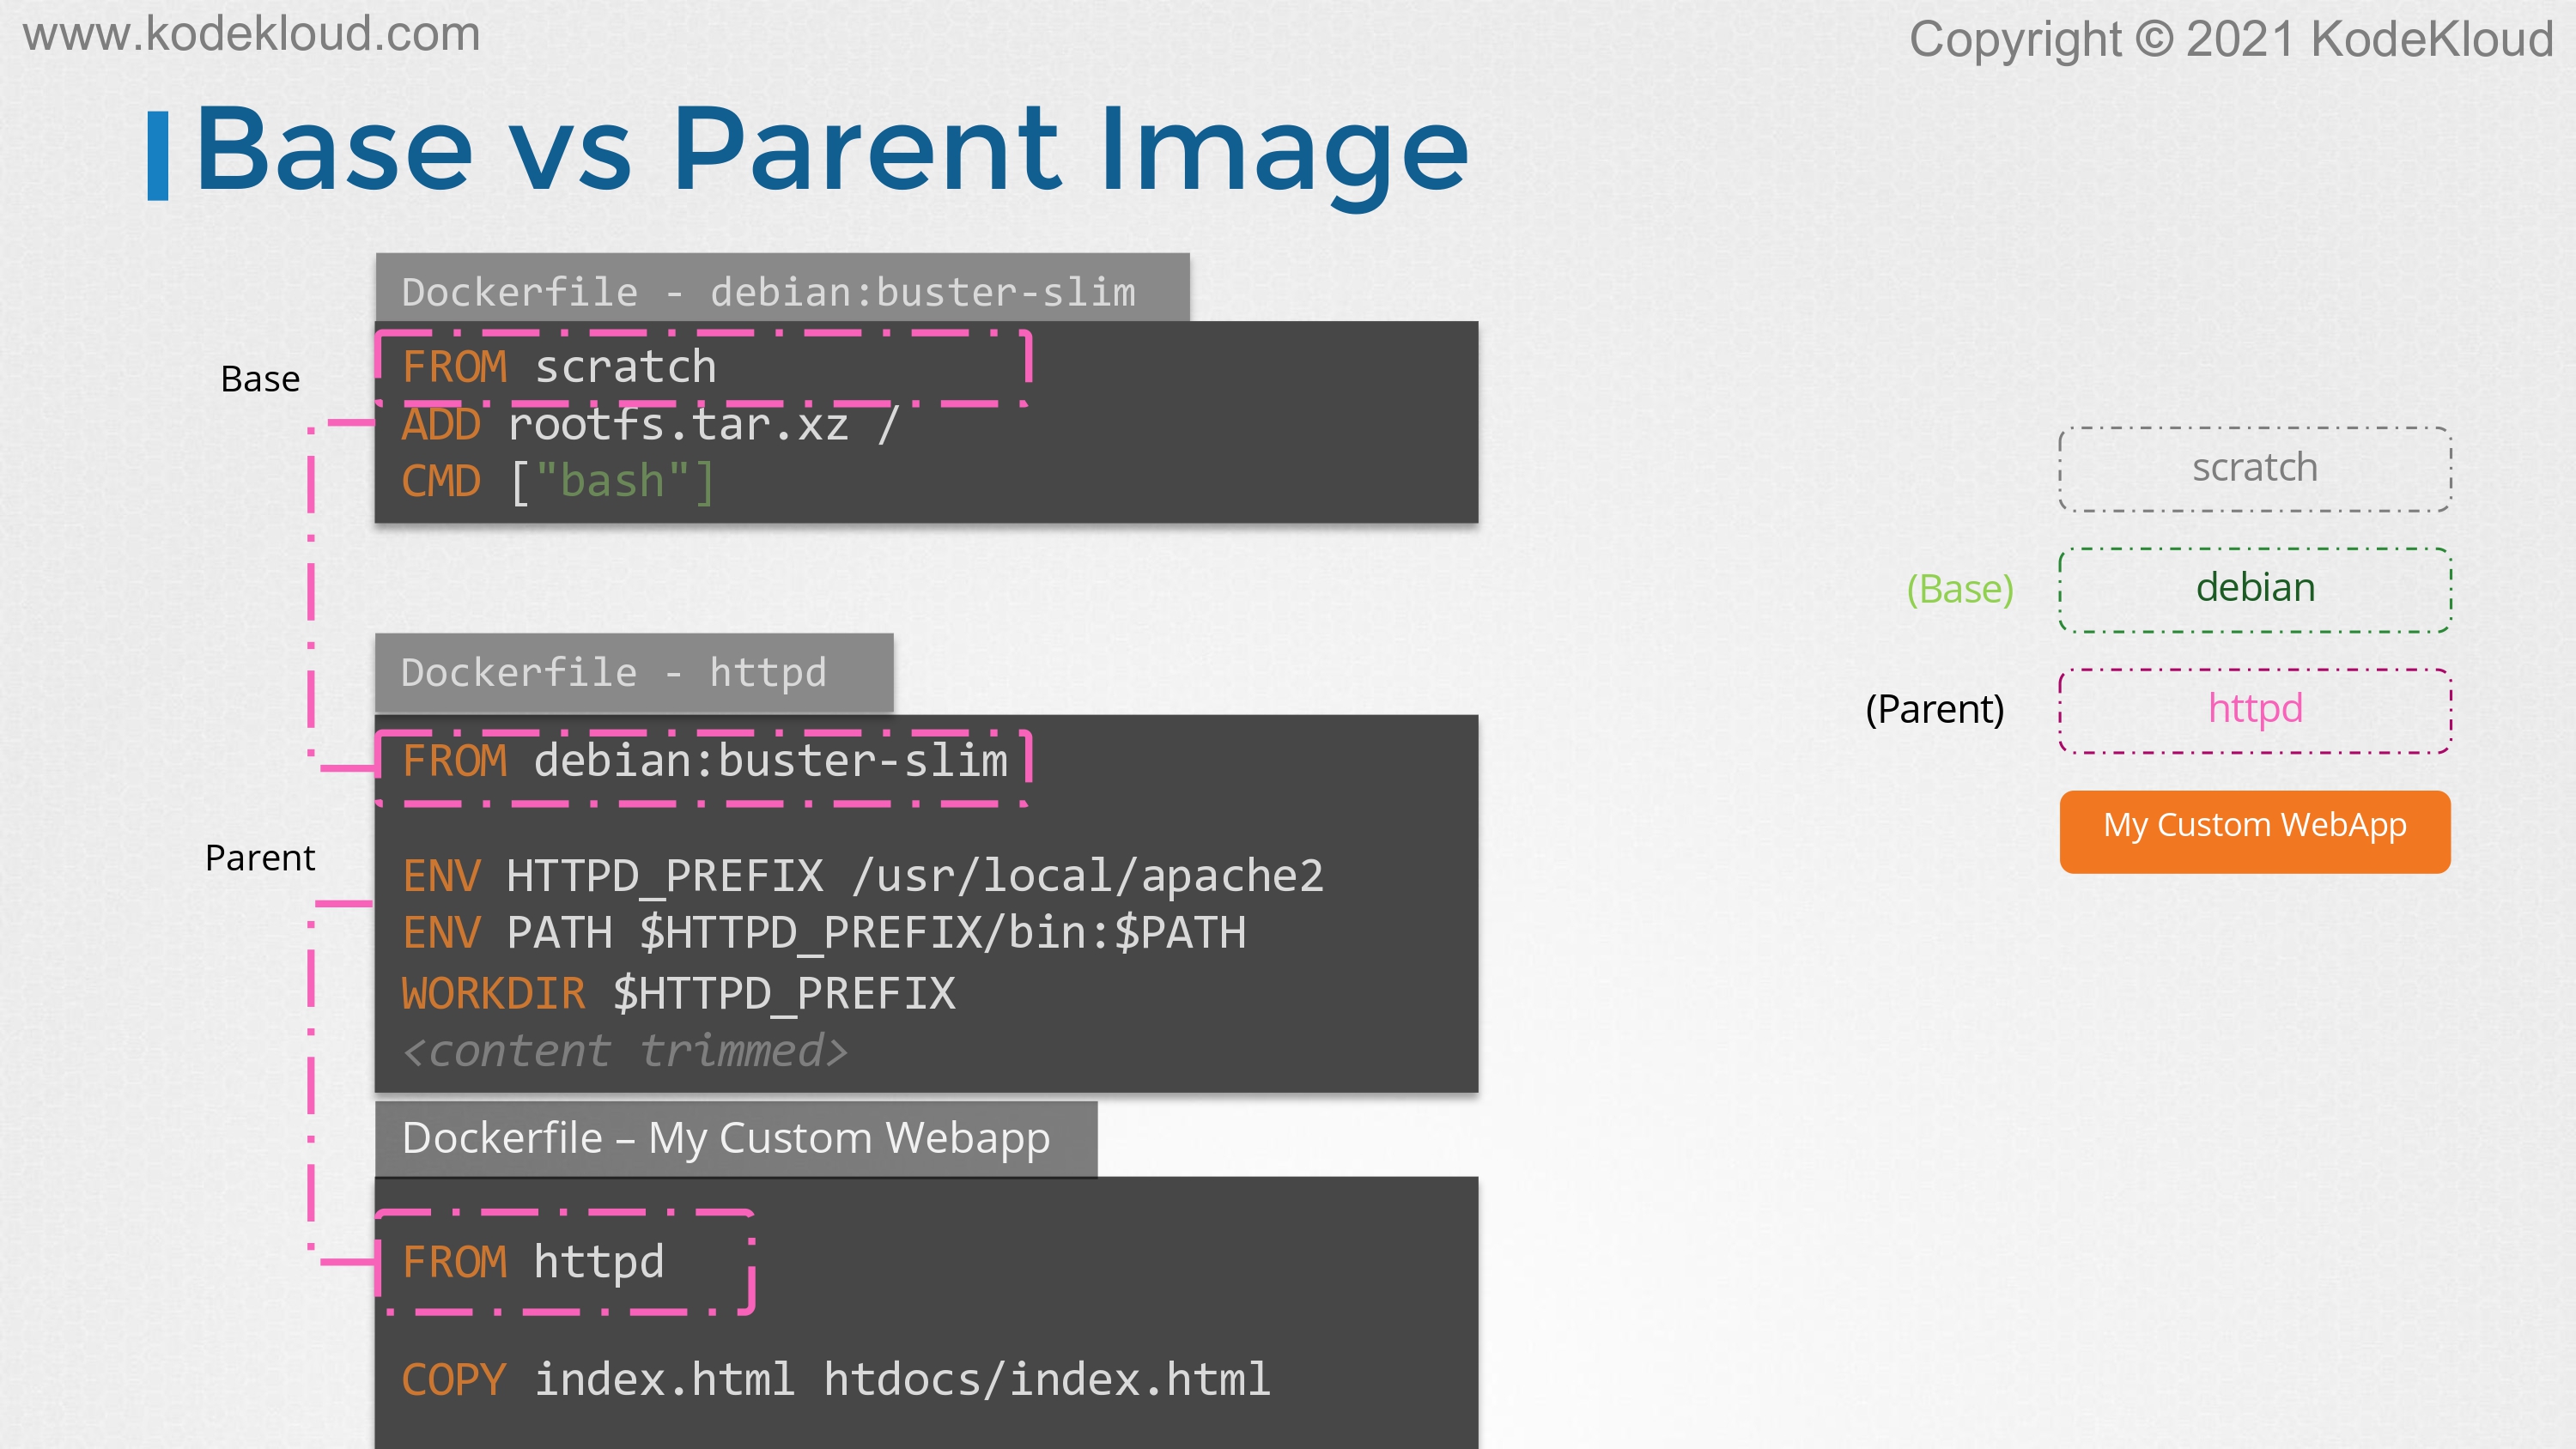 www.kodekloud.com
Copyright © 2021 KodeKloud
Base vs Parent Image
Dockerfile - debian:buster-slim
Base
FROM scratch
ADD rootfs.tar.xz /
CMD ["bash"]
Dockerfile - httpd
FROM debian:buster-slim
Parent
ENV HTTPD_PREFIX /usr/local/apache2
ENV PATH $HTTPD_PREFIX/bin:$PATH
WORKDIR $HTTPD_PREFIX
<content trimmed>
Dockerfile – My Custom Webapp
FROM httpd
COPY index.html htdocs/index.html
scratch
(Base) debian
(Parent) httpd
My Custom WebApp